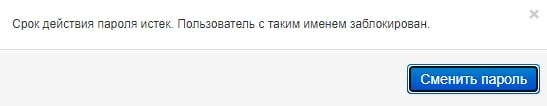 Срок действия пароля истек. Пользователь с таким именем заблокирован.
Сменить пароль